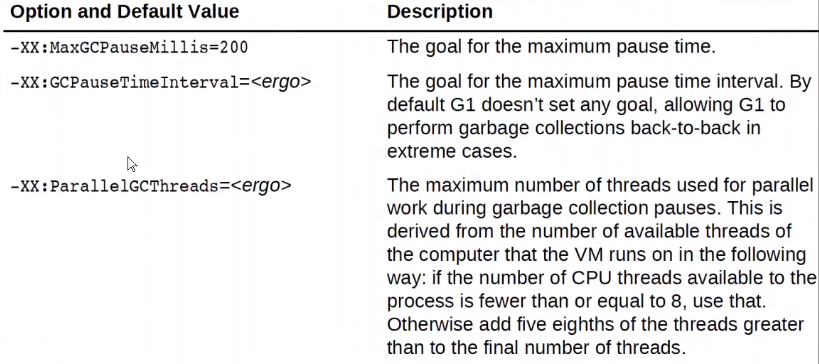 Option and Default Value Description
-XX:MaxGCPauseMillis=200 The goal for the maximum pause time.
-XX:GCPauseTimeInterval=<ergo> The goal for the maximum pause time interval. By
default G1 doesn’t set any goal, allowing G1 to
perform garbage collections back-to-back in
extreme cases.
-XX:ParallelGCThreads=<ergo> The maximum number of threads used for parallel
work during garbage collection pauses. This is
derived from the number of available threads of
the computer that the VM runs on in the following
way: if the number of CPU threads available to the
process is fewer than or equal to 8, use that.
Otherwise add five eighths of the threads greater
than to the final number of threads.